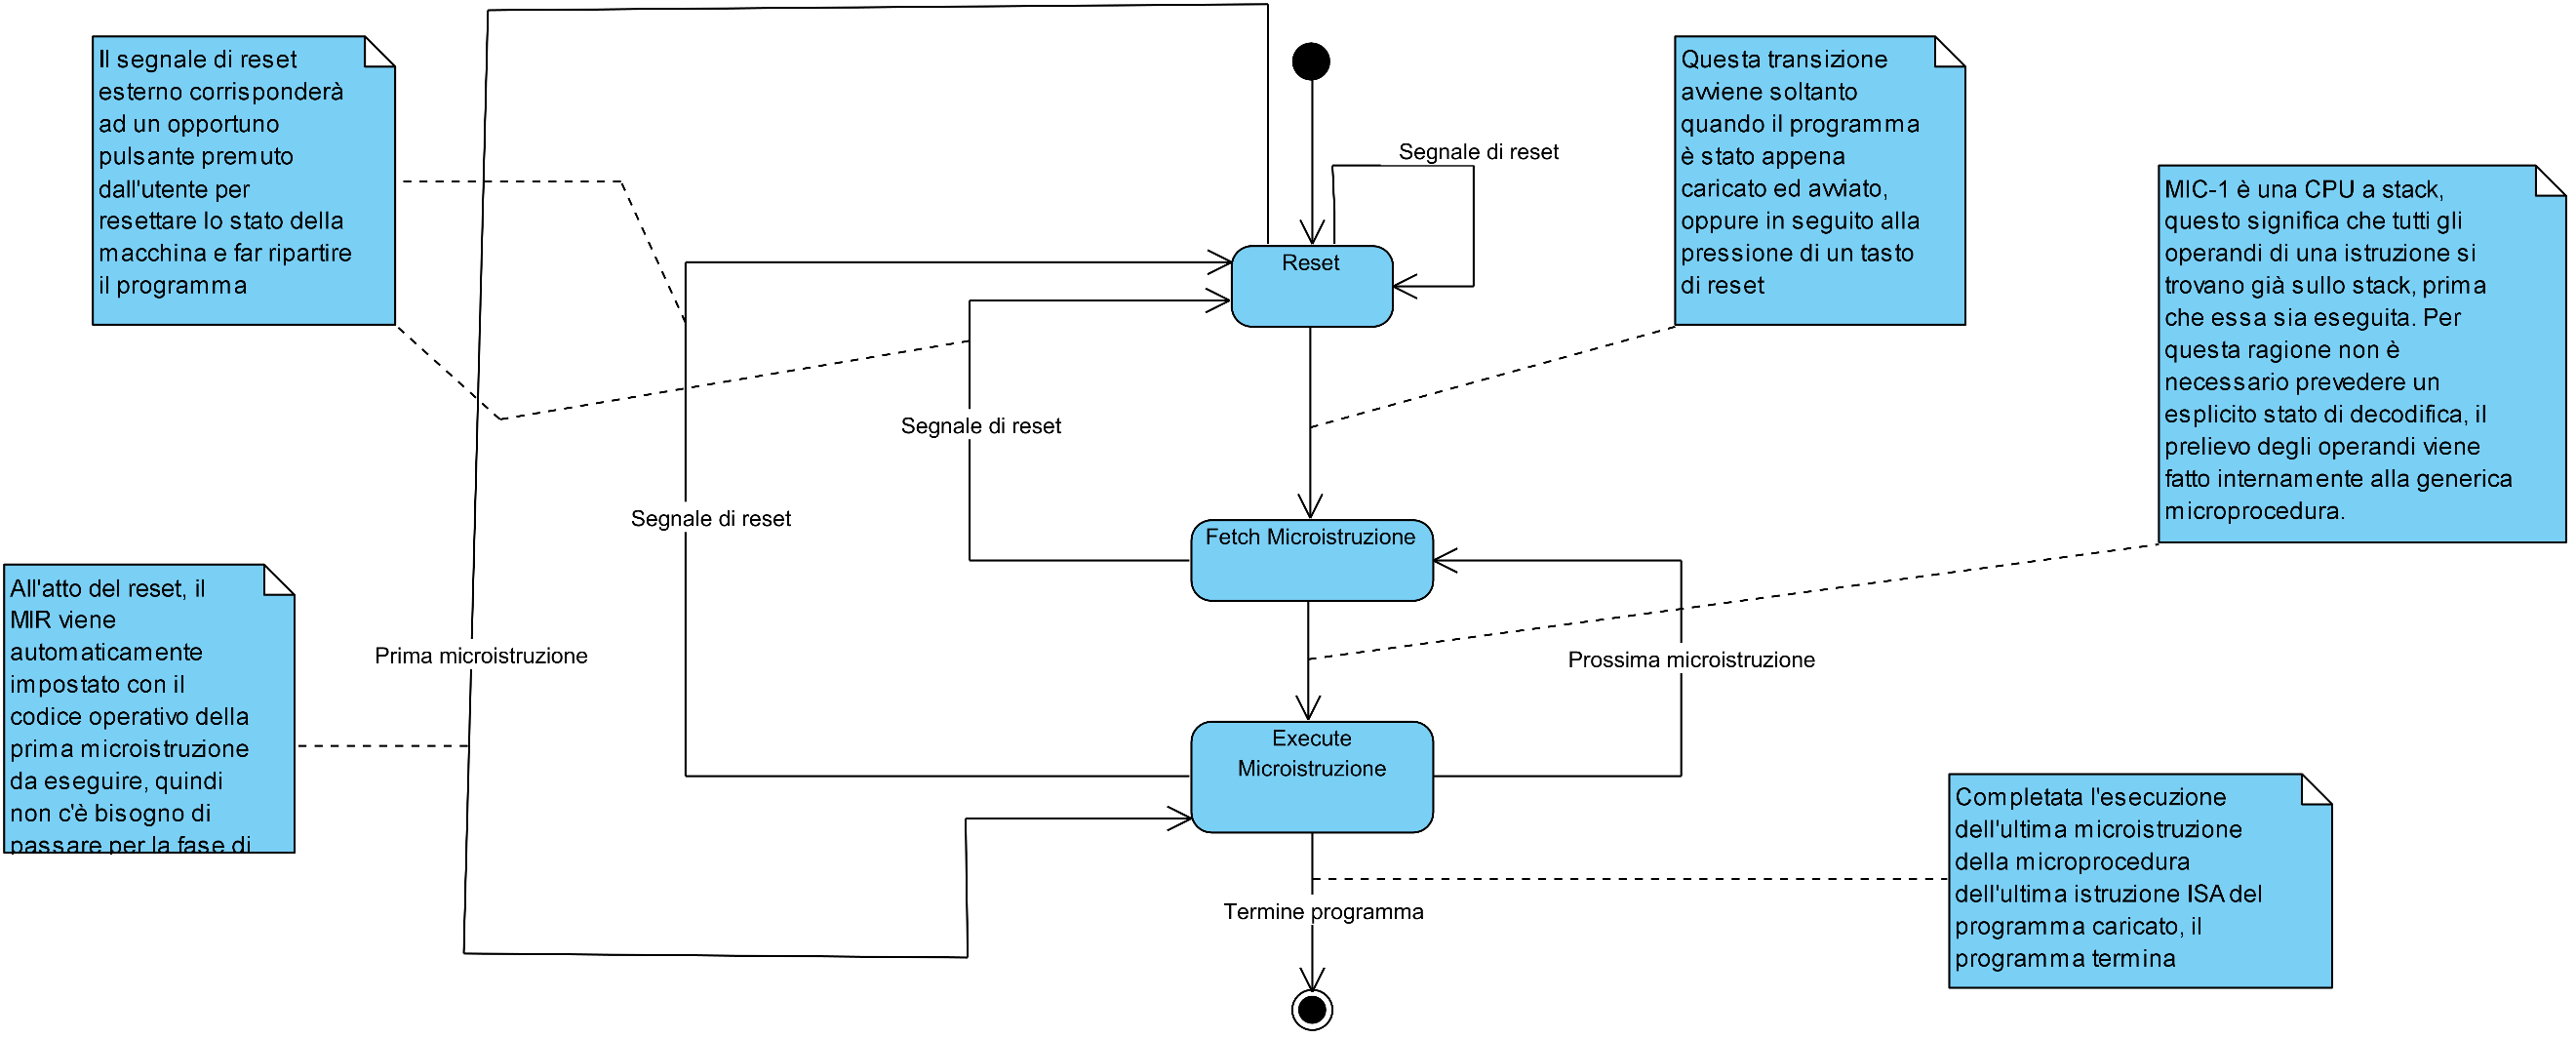 Il segnale di reset
esterno corrisponderà
ad un opportuno
pulsante premuto
dall'utente per
resettare lo stato della
macchina e far ripartire
il programma
Questa transizione
avviene soltanto
quando il programma
è stato appena
caricato ed avviato,
oppure in seguito alla
pressione di un tasto
di reset
Segnale di reset
MIC-1 è una CPU a stack,
questo significa che tutti gli
operandi di una istruzione si
trovano già sullo stack, prima
che essa sia eseguita. Per
questa ragione non è
necessario prevedere un
esplicito stato di decodifica, il
prelievo degli operandi viene
fatto internamente alla generica
microprocedura.
Reset
Segnale di reset
Segnale di reset
Fetch Microistruzione
All'atto del reset, il
MIR viene
automaticamente
impostato con il
codice operativo della
prima microistruzione
da eseguire, quindi
non c'è bisogno di
passare per la fase di
Prima microistruzione
Prossima microistruzione
Execute
Microistruzione
Completata l'esecuzione
dell'ultima microistruzione
della microprocedura
dell'ultima istruzione ISA del
programma caricato, il
programma termina
Termine programma